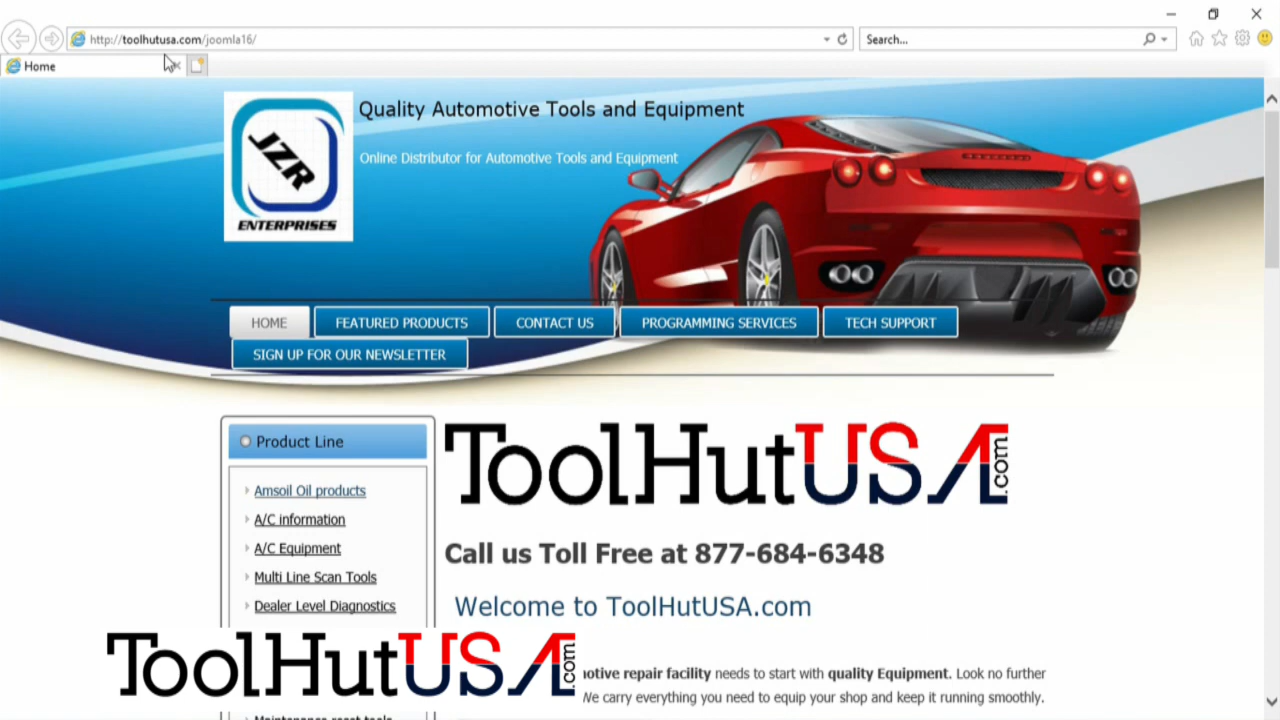 http://toolhutusa.com/joomla16/
Search...
Home
Quality Automotive Tools and Equipment
Online Distributor for Automotive Tools and Equipment
JZR
ENTERPRISES
HOME
FEATURED PRODUCTS
CONTACT US
PROGRAMMING SERVICES
TECH SUPPORT
SIGN UP FOR OUR NEWSLETTER
Product Line
Amsoil Oil products
A/C information
A/C Equipment
Multi Line Scan Tools
Dealer Level Diagnostics
ToolHutUSA.com
Call us Toll Free at 877-684-6348
Welcome to ToolHutUSA.com
needs to start with quality Equipment. Look no further
repair facility
We carry everything you need to equip your shop and keep it running smoothly.
ToolHutUSA.com
Maintenance reset tools